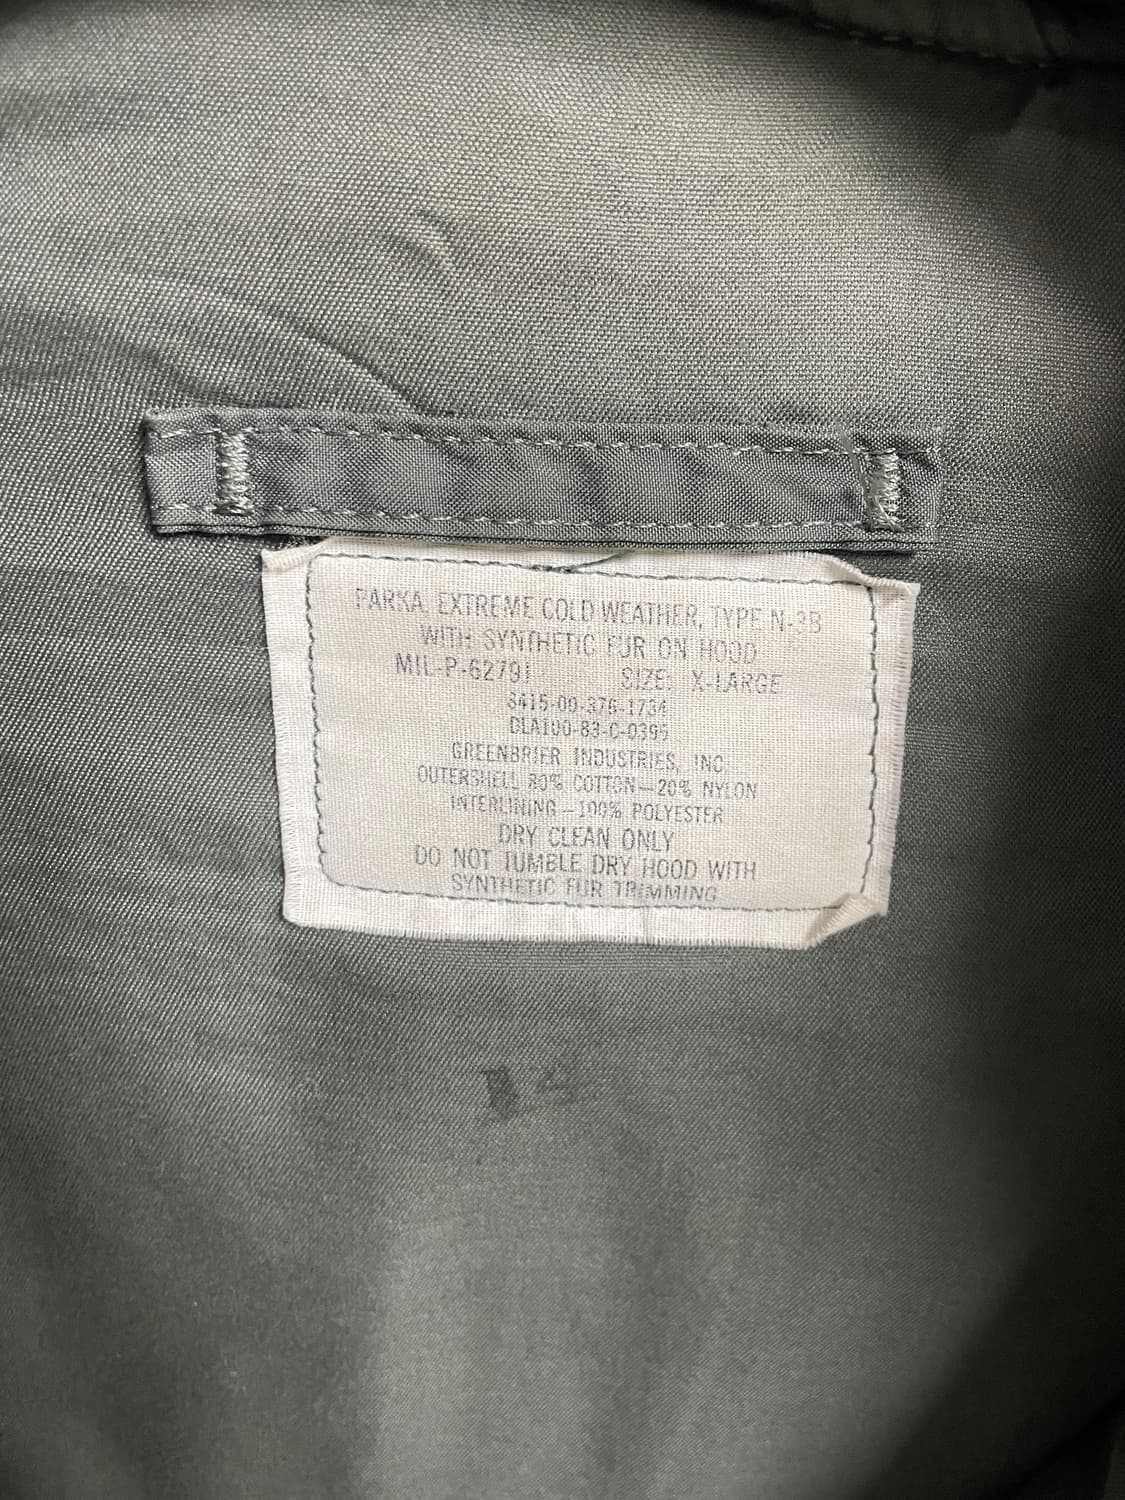 PARKA, EXTREME COLD WEATHER, TYPE N-3B
WITH SYNTHETIC FUR ON HOOD
MIL-P-6279I SIZE: X-LARGE
8415-00-376-1734
DLA100-83-C-0399
GREENBRIER INDUSTRIES, INC.
OUTERSHELL 80% COTTON—20% NYLON
INTERLINING—100% POLYESTER
DRY CLEAN ONLY
DO NOT TUMBLE DRY HOOD WITH
SYNTHETIC FUR TRIMMING
14